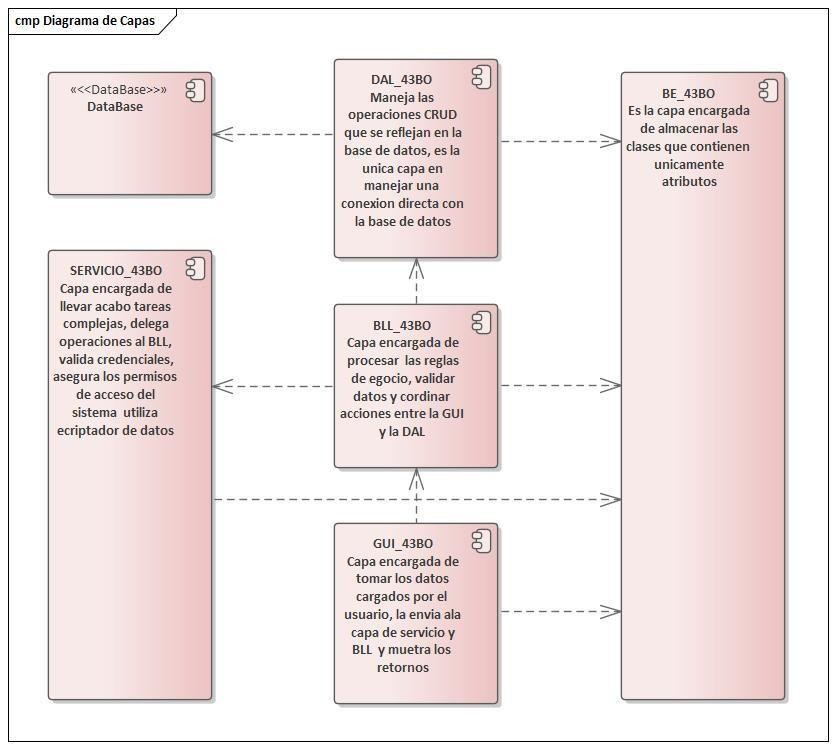 cmp Diagrama de Capas
«<<DataBase>>»
DataBase
DAL_43BO
Maneja las
operaciones CRUD
que se reflejan en la
base de datos, es la
unica capa en
manejar una
conexion directa con
la base de datos
BE_43BO
Es la capa encargada
de almacenar las
clases que contienen
unicamente
atributos
SERVICIO_43BO
Capa encargada de
llevar acabo tareas
complejas, delega
operaciones al BLL,
valida credenciales,
asegura los permisos
de acceso del
sistema utiliza
ecriptador de datos
BLL_43BO
Capa encargada de
procesar las reglas
de egocio, validar
datos y cordinar
acciones entre la GUI
y la DAL
GUI_43BO
Capa encargada de
tomar los datos
cargados por el
usuario, la envia ala
capa de servicio y
BLL y muetra los
retornos